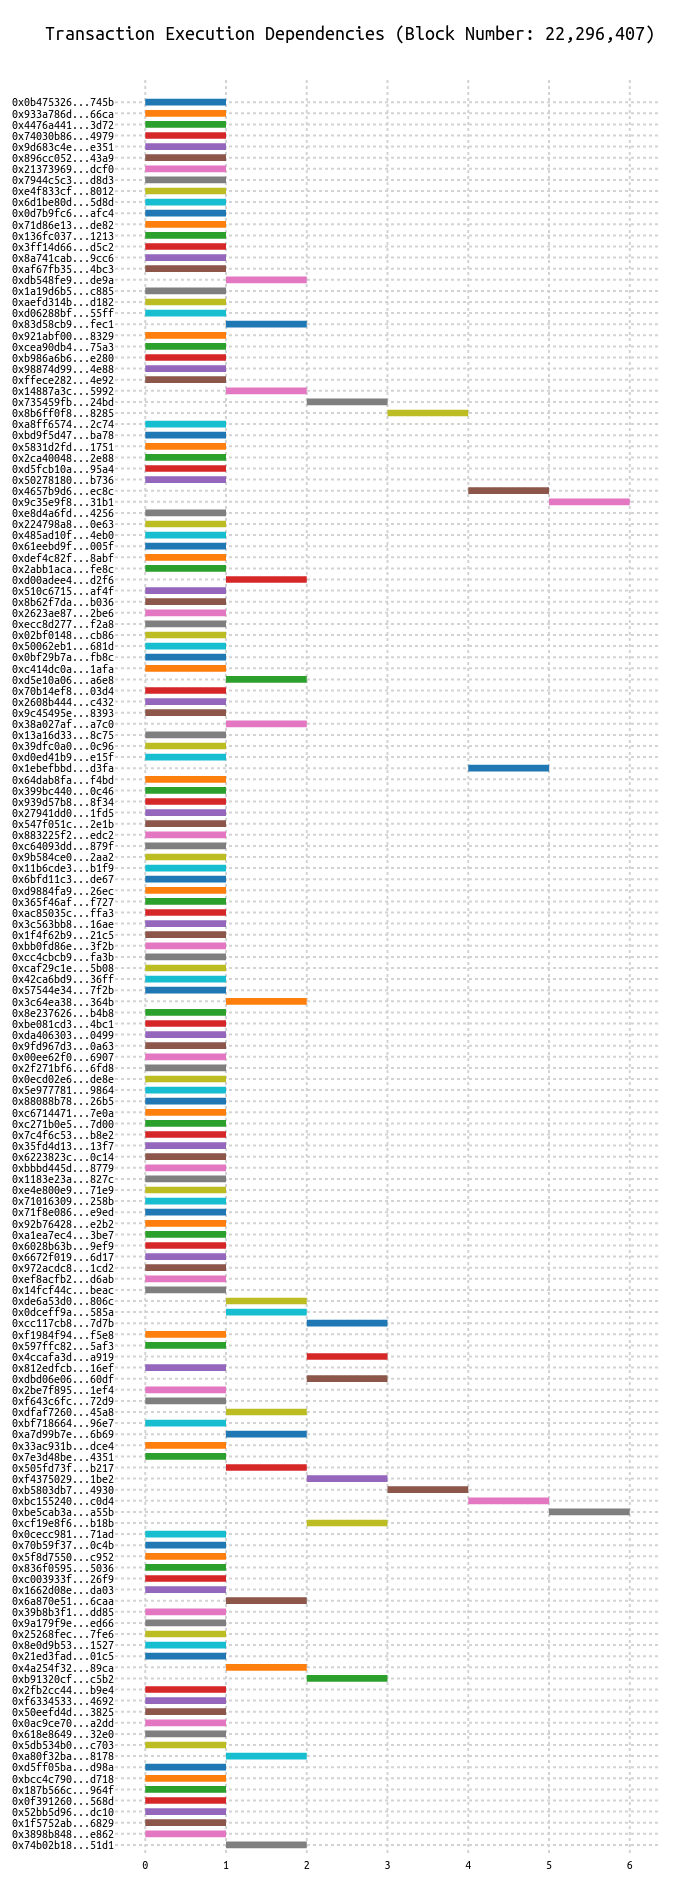 Transaction Execution Dependencies (Block Number: 22,296,407)
0x0b475326...745b
0x933a786d...66ca
0x4476a441...3d72
0x74030b86...4979
0x9d683c4e...e351
0x896cc052...43a9
0x21373969...dcf0
0x7944c5c3...d8d3
0xe4f833cf...8012
0x6d1be80d...5d8d
0x0d7b9fc6...afc4
0x71d86e13...de82
0x136fc037...1213
0x3ff14d66...d5c2
0x8a741cab...9cc6
0xaf67fb35...4bc3
0xdb548fe9...de9a
0x1a19d6b5...c885
0xaefd314b...d182
0xd06288bf...55ff
0x83d58cb9...fec1
0x921abf00...8329
0xcea90db4...75a3
0xb986a6b6...e280
0x98874d99...4e88
0xffece282...4e92
0x14887a3c...5992
0x735459fb...24bd
0x8b6ff0f8...8285
0xa8ff6574...2c74
0xbd9f5d47...ba78
0x5831d2fd...1751
0x2ca40048...2e88
0xd5fcb10a...95a4
0x50278180...b736
0x4657b9d6...ec8c
0x9c35e9f8...31b1
0xe8d4a6fd...4256
0x224798a8...0e63
0x485ad10f...4eb0
0x61eebd9f...005f
0xdef4c82f...8abf
0x2abb1aca...fe8c
0xd00adee4...d2f6
0x510c6715...af4f
0x8b62f7da...b036
0x2623ae87...2be6
0xecc8d277...f2a8
0x02bf0148...cb86
0x50062eb1...681d
0x0bf29b7a...fb8c
0xc414dc0a...1afa
0xd5e10a06...a6e8
0x70b14ef8...03d4
0x2608b444...c432
0x9c45495e...8393
0x38a027af...a7c0
0x13a16d33...8c75
0x39dfc0a0...0c96
0xd0ed41b9...e15f
0x1ebefbbd...d3fa
0x64dab8fa...f4bd
0x399bc440...0c46
0x939d57b8...8f34
0x27941dd0...1fd5
0x547f051c...2e1b
0x883225f2...edc2
0xc64093dd...879f
0x9b584ce0...2aa2
0x11b6cde3...b1f9
0x6bfd11c3...de67
0xd9884fa9...26ec
0x365f46af...f727
0xac85035c...ffa3
0x3c563bb8...16ae
0x1f4f62b9...21c5
0xbb0fd86e...3f2b
0xcc4cbcb9...fa3b
0xcaf29c1e...5b08
0x42ca6bd9...36ff
0x57544e34...7f2b
0x3c64ea38...364b
0x8e237626...b4b8
0xbe081cd3...4bc1
0xda406303...0499
0x9fd967d3...0a63
0x00ee62f0...6907
0x2f271bf6...6fd8
0x0ecd02e6...de8e
0x5e977781...9864
0x88088b78...26b5
0xc6714471...7e0a
0xc271b0e5...7d00
0x7c4f6c53...b8e2
0x35fd4d13...13f7
0x6223823c...0c14
0xbbbd445d...8779
0x1183e23a...827c
0xe4e800e9...71e9
0x71016309...258b
0x71f8e086...e9ed
0x92b76428...e2b2
0xa1ea7ec4...3be7
0x6028b63b...9ef9
0x6672f019...6d17
0x972acdc8...1cd2
0xef8acfb2...d6ab
0x14fcf44c...beac
0xde6a53d0...806c
0x0dceff9a...585a
0xcc117cb8...7d7b
0xf1984f94...f5e8
0x597ffc82...5af3
0x4ccafa3d...a919
0x812edfcb...16ef
0xdbd06e06...60df
0x2be7f895...1ef4
0xf643c6fc...72d9
0xdfaf7260...45a8
0xbf718664...96e7
0xa7d99b7e...6b69
0x33ac931b...dce4
0x7e3d48be...4351
0x505fd73f...b217
0xf4375029...1be2
0xb5803db7...4930
0xbc155240...c0d4
0xbe5cab3a...a55b
0xcf19e8f6...b18b
0x0cecc981...71ad
0x70b59f37...0c4b
0x5f8d7550...c952
0x836f0595...5036
0xc003933f...26f9
0x1662d08e...da03
0x6a870e51...6caa
0x39b8b3f1...dd85
0x9a179f9e...ed66
0x25268fec...7fe6
0x8e0d9b53...1527
0x21ed3fad...01c5
0x4a254f32...89ca
0xb91320cf...c5b2
0x2fb2cc44...b9e4
0xf6334533...4692
0x50eefd4d...3825
0x0ac9ce70...a2dd
0x618e8649...32e0
0x5db534b0...c703
0xa80f32ba...8178
0xd5ff05ba...d98a
0xbcc4c790...d718
0x187b566c...964f
0x0f391260...568d
0x52bb5d96...dc10
0x1f5752ab...6829
0x3898b848...e862
0x74b02b18...51d1
0 1 2 3 4 5 6